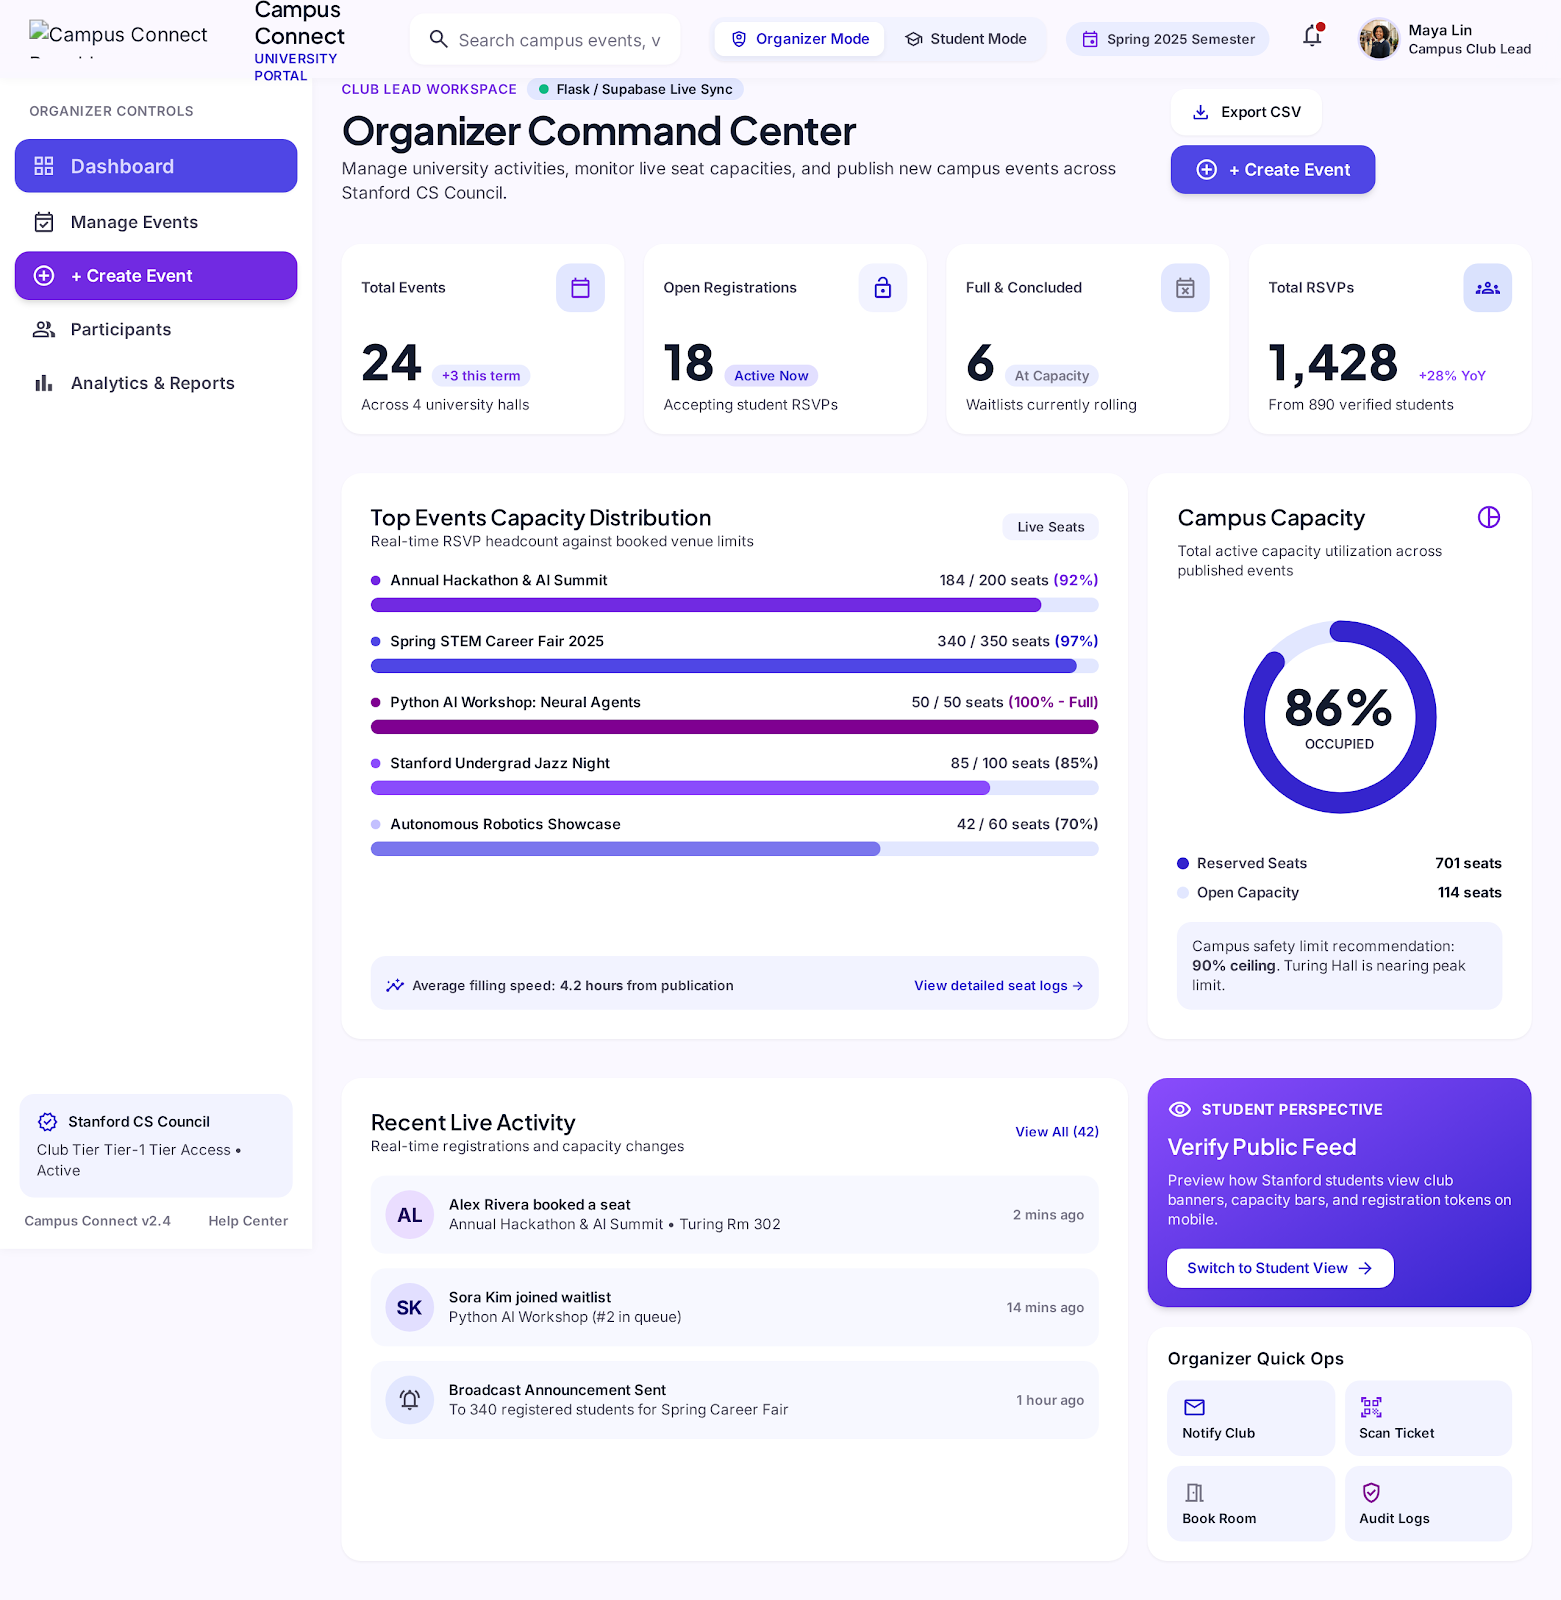 Campus Connect
Campus
Connect
UNIVERSITY
PORTAL
Search campus events, v
Organizer Mode
Student Mode
Spring 2025 Semester
Maya Lin
Campus Club Lead
ORGANIZER CONTROLS
Dashboard
Manage Events
+ Create Event
Participants
Analytics & Reports
Stanford CS Council
Club Tier Tier-1 Tier Access •
Active
Campus Connect v2.4
Help Center
CLUB LEAD WORKSPACE
Flask / Supabase Live Sync
Organizer Command Center
Manage university activities, monitor live seat capacities, and publish new campus events across
Stanford CS Council.
Export CSV
+ Create Event
Total Events
24
+3 this term
Across 4 university halls
Open Registrations
18
Active Now
Accepting student RSVPs
Full & Concluded
6
At Capacity
Waitlists currently rolling
Total RSVPs
1,428
+28% YoY
From 890 verified students
Top Events Capacity Distribution
Real-time RSVP headcount against booked venue limits
Live Seats
Annual Hackathon & AI Summit
184 / 200 seats (92%)
Spring STEM Career Fair 2025
340 / 350 seats (97%)
Python AI Workshop: Neural Agents
50 / 50 seats (100% - Full)
Stanford Undergrad Jazz Night
85 / 100 seats (85%)
Autonomous Robotics Showcase
42 / 60 seats (70%)
Average filling speed: 4.2 hours from publication
View detailed seat logs →
Campus Capacity
Total active capacity utilization across
published events
86%
OCCUPIED
Reserved Seats
701 seats
Open Capacity
114 seats
Campus safety limit recommendation:
90% ceiling. Turing Hall is nearing peak
limit.
Recent Live Activity
Real-time registrations and capacity changes
View All (42)
AL
Alex Rivera booked a seat
Annual Hackathon & AI Summit • Turing Rm 302
2 mins ago
SK
Sora Kim joined waitlist
Python AI Workshop (#2 in queue)
14 mins ago
Broadcast Announcement Sent
To 340 registered students for Spring Career Fair
1 hour ago
STUDENT PERSPECTIVE
Verify Public Feed
Preview how Stanford students view club
banners, capacity bars, and registration tokens on
mobile.
Switch to Student View →
Organizer Quick Ops
Notify Club
Scan Ticket
Book Room
Audit Logs